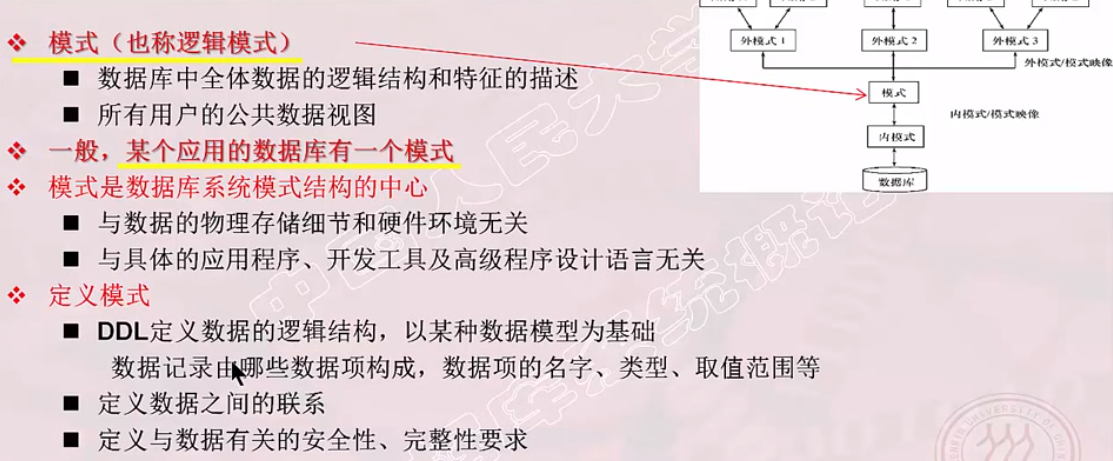 模式（也称逻辑模式）
数据库中全体数据的逻辑结构和特征的描述
所有用户的公共数据视图
一般，某个应用的数据库有一个模式
模式是数据库系统模式结构的中心
与数据的物理存储细节和硬件环境无关
与具体的应用程序、开发工具及高级程序设计语言无关
定义模式
DDL定义数据的逻辑结构，以某种数据模型为基础
数据记录由哪些数据项构成，数据项的名字、类型、取值范围等
定义数据之间的联系
定义与数据有关的安全性、完整性要求
外模式 1
外模式 2
外模式 3
外模式/模式映像
模式
内模式/模式映像
内模式
数据库